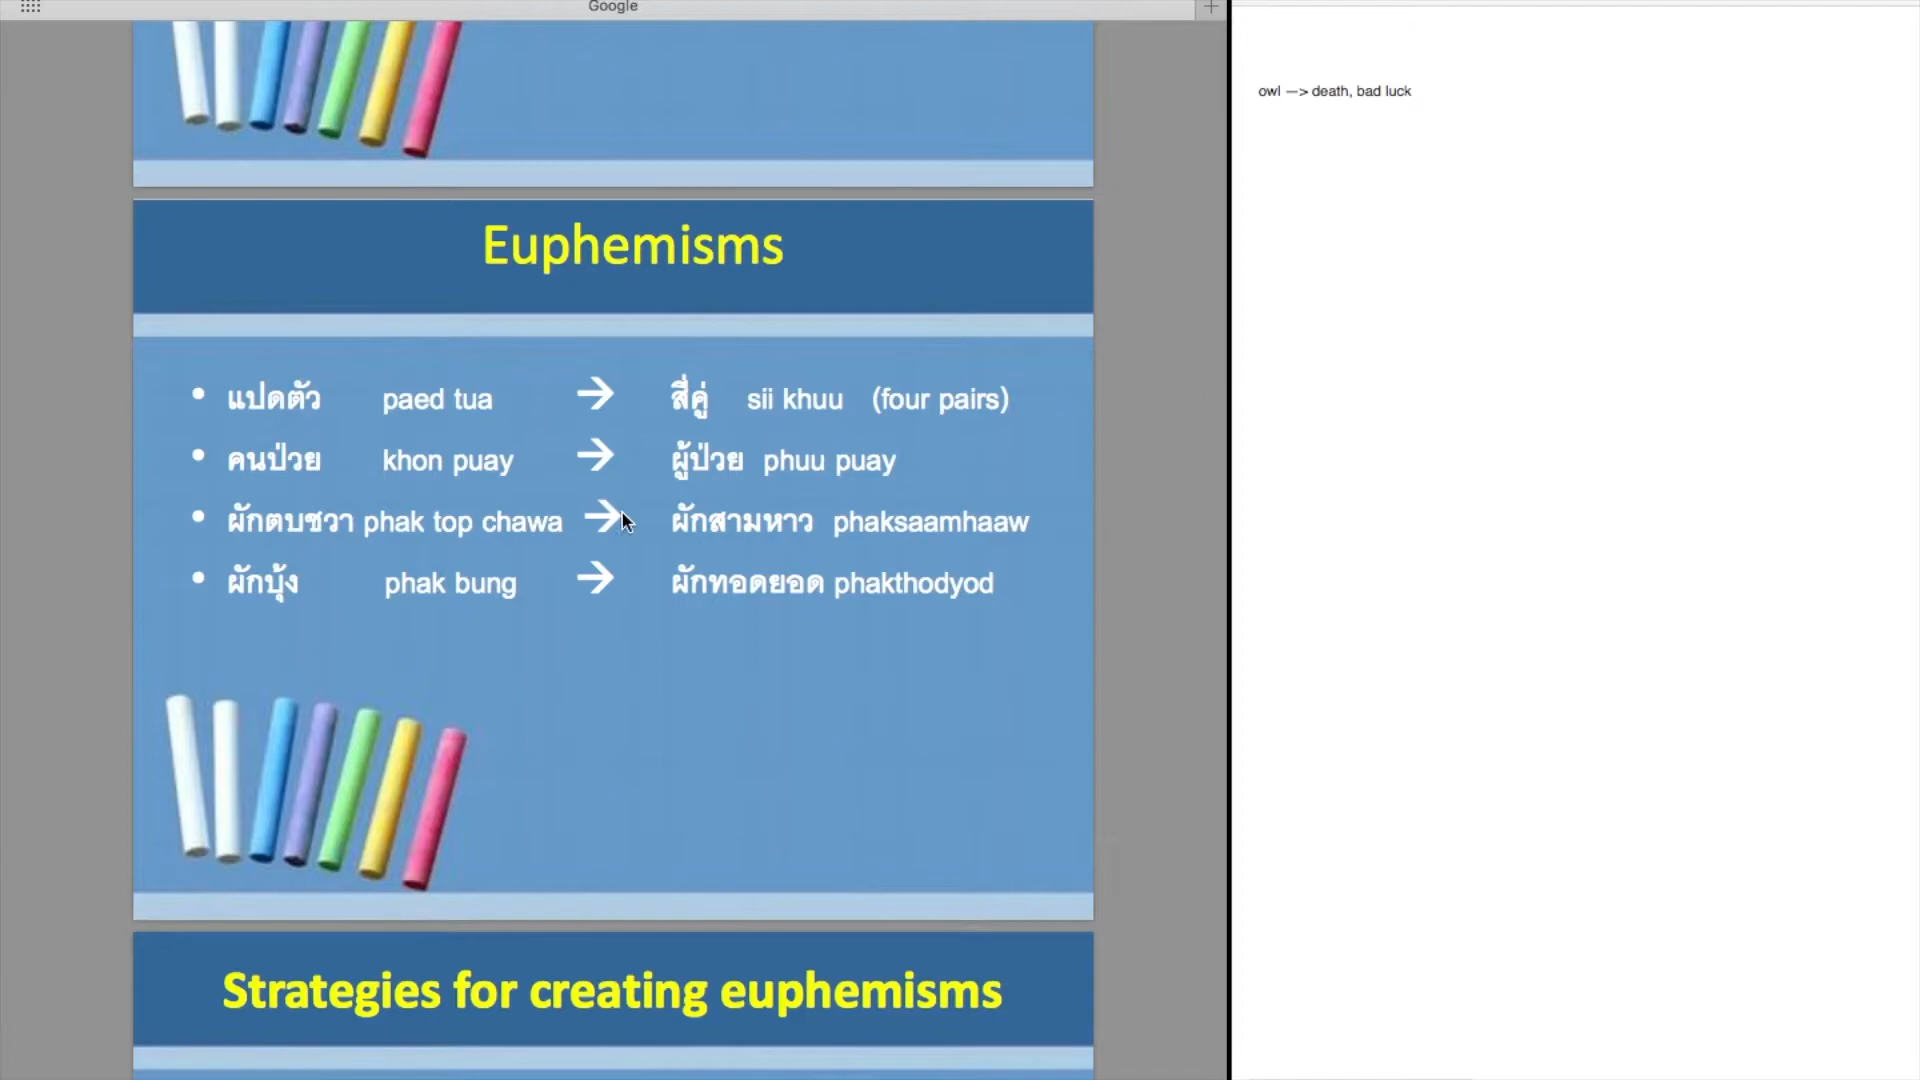 Google
owl —> death, bad luck
Euphemisms
• แปดตัว paed tua → สี่คู่ sii khuu (four pairs)
• คนป่วย khon puay → ผู้ป่วย phuu puay
• ผักตบชวา phak top chawa → ผักสามหาว phaksaamhaaw
• ผักบุ้ง phak bung → ผักทอดยอด phakthodyod
Strategies for creating euphemisms